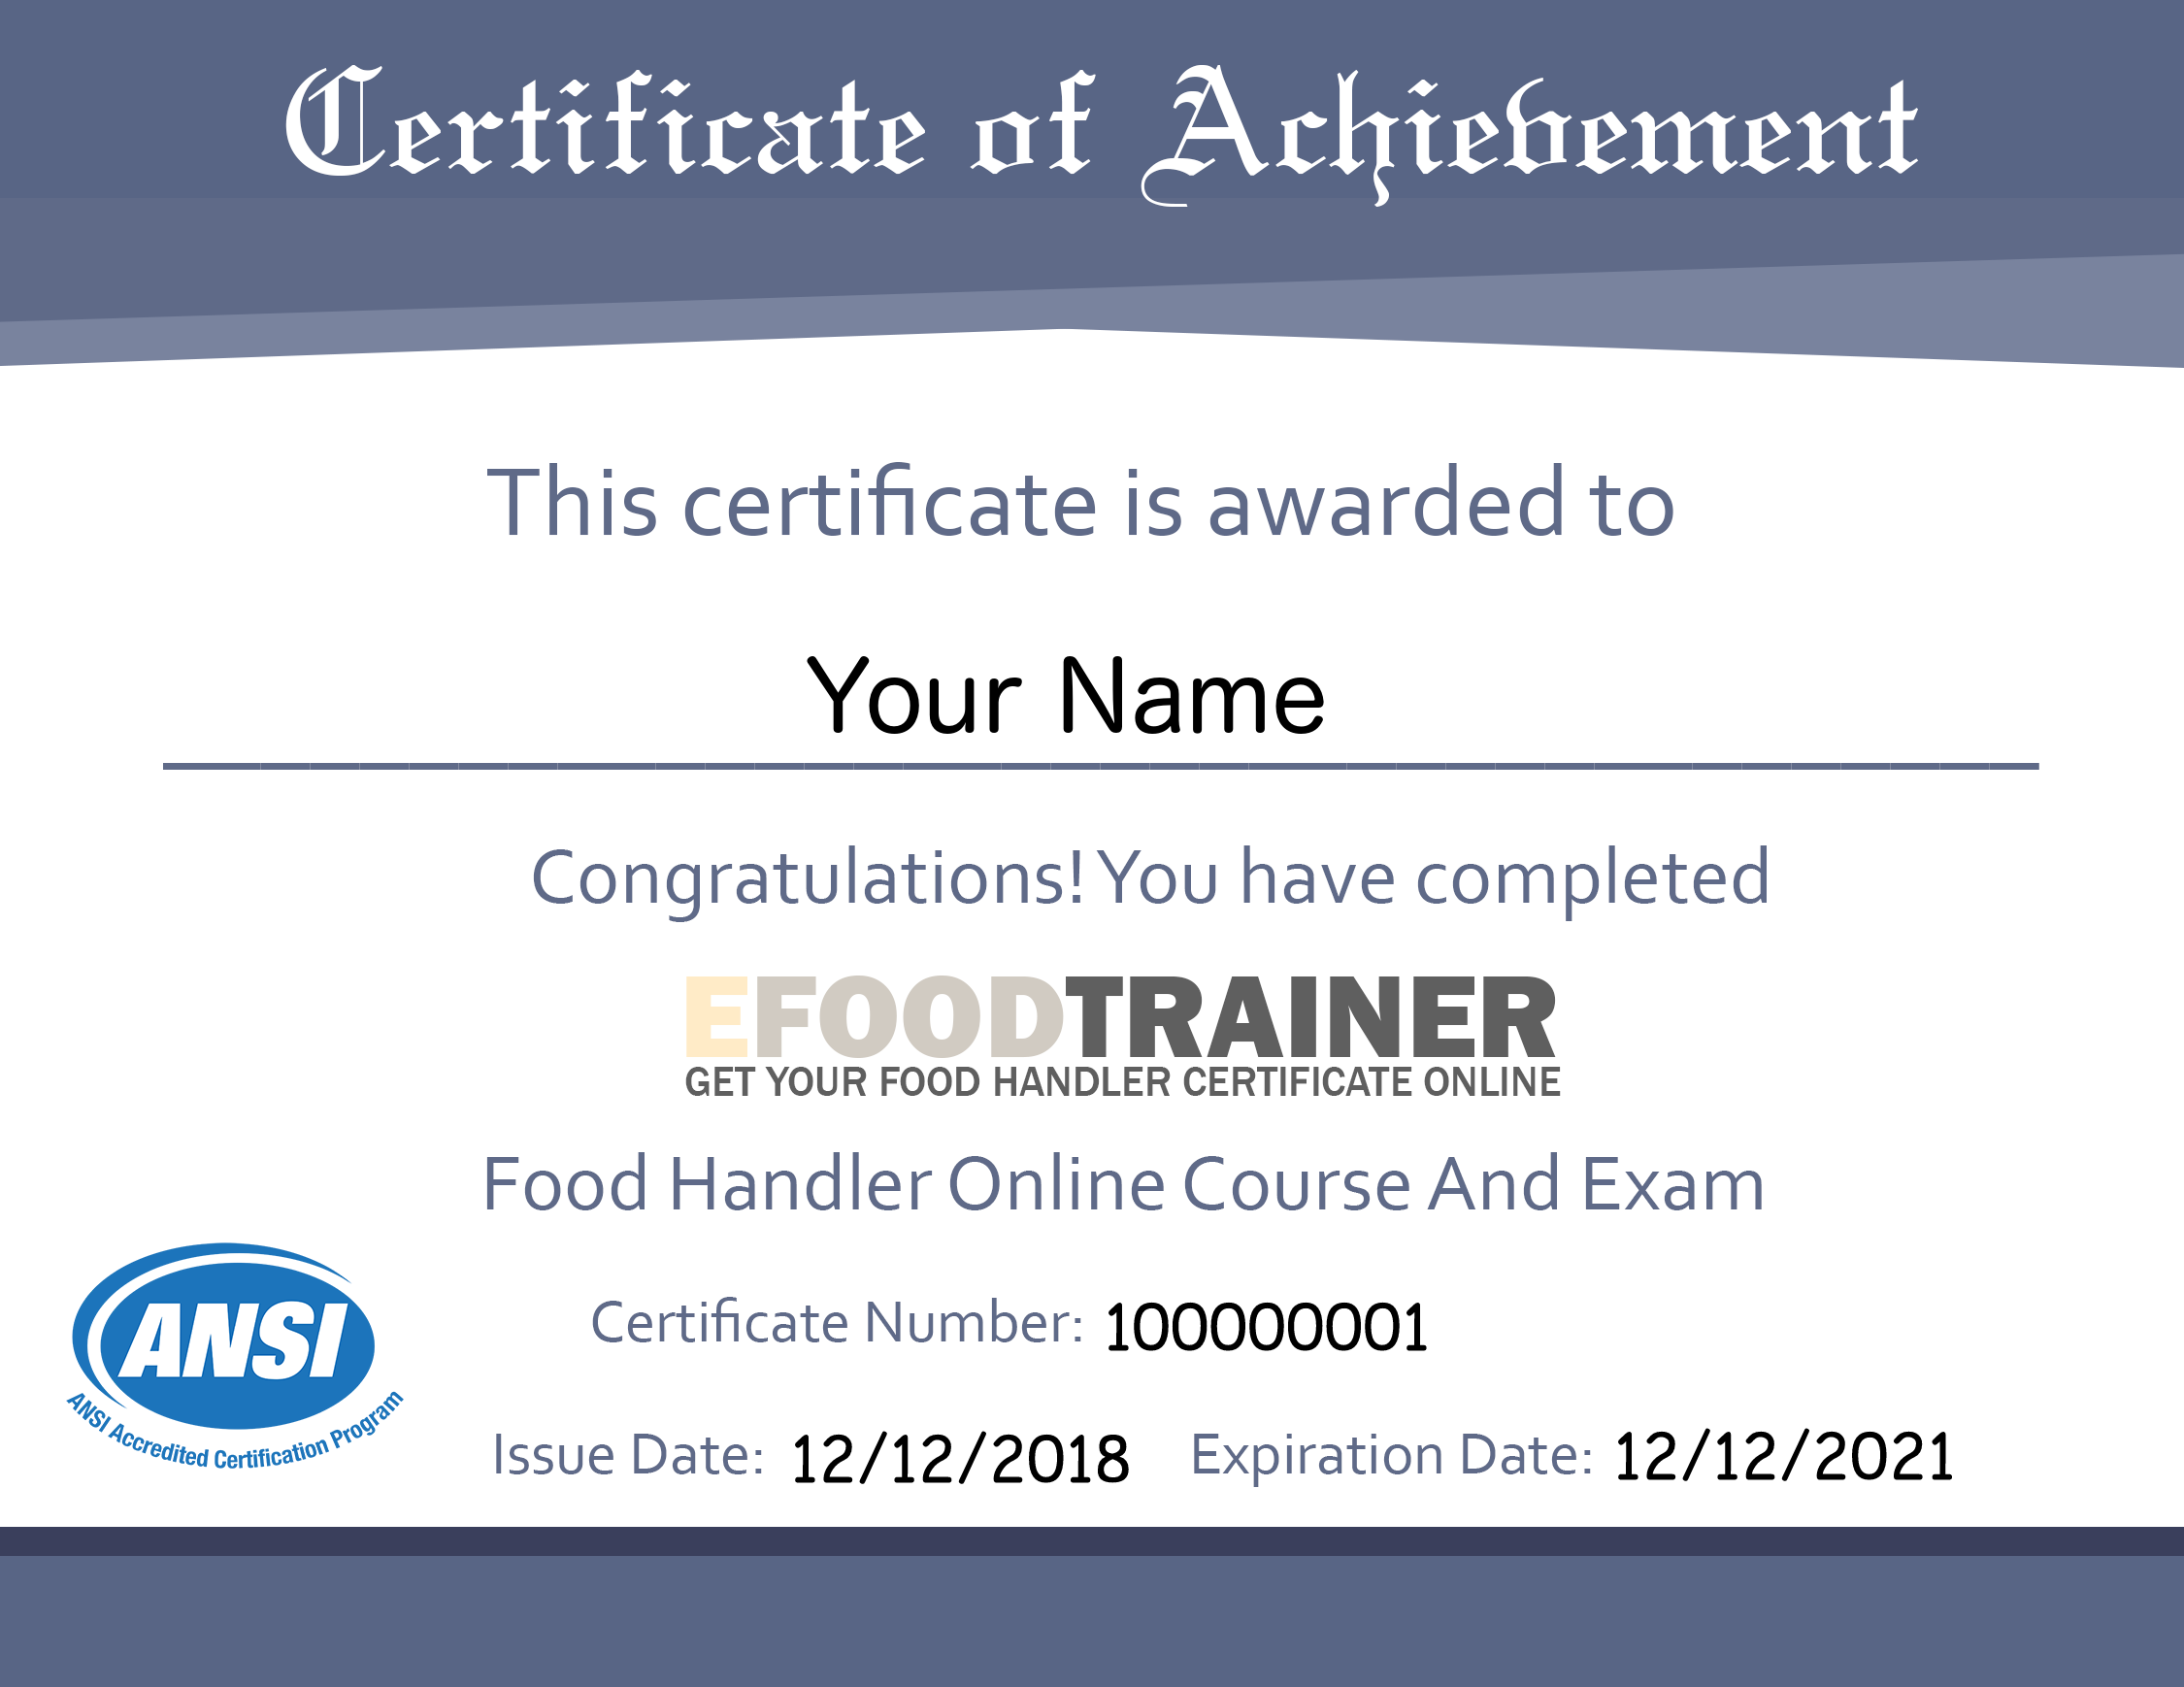 Certificate of Achievement
This certificate is awarded to
Your Name
Congratulations! You have completed
EFOODTRAINER
GET YOUR FOOD HANDLER CERTIFICATE ONLINE
Food Handler Online Course And Exam
ANSI
ANSI Accredited Certification Program
Certificate Number: 100000001
Issue Date: 12/12/2018 Expiration Date: 12/12/2021